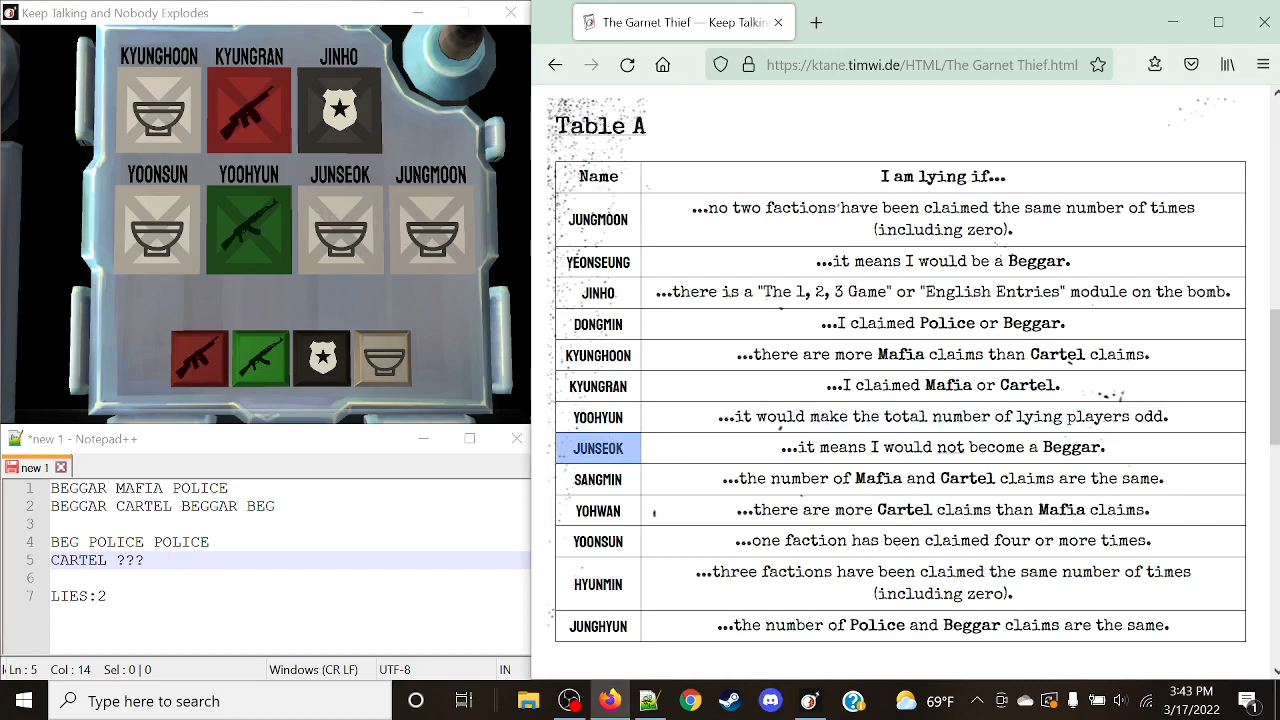 Keep Talking and Nobody Explodes
KYUNGHOON KYUNGRAN JINHO
YOONSUN YOOHYUN JUNSEOK JUNGMOON
*new 1 - Notepad++
new 1
1 BEGGAR MAFIA POLICE
2 BEGGAR CARTEL BEGGAR BEG
3
4 BEG POLICE POLICE
5 CARTEL ???
6
7 LIES:2
Ln : 5 Col : 14 Sel : 0 | 0 Windows (CR LF) UTF-8 IN
The Garnet Thief — Keep Talkin
https://ktane.timwi.de/HTML/The Garnet Thief.html
Table A
Name I am lying if...
JUNGMOON ...no two factions have been claimed the same number of times
(including zero).
YEONSEUNG ...it means I would be a Beggar.
JINHO ...there is a "The 1, 2, 3 Game" or "English Entries" module on the bomb.
DONGMIN ...I claimed Police or Beggar.
KYUNGHOON ...there are more Mafia claims than Cartel claims.
KYUNGRAN ...I claimed Mafia or Cartel.
YOOHYUN ...it would make the total number of lying players odd.
JUNSEOK ...it means I would not become a Beggar.
SANGMIN ...the number of Mafia and Cartel claims are the same.
YOHWAN ...there are more Cartel claims than Mafia claims.
YOONSUN ...one faction has been claimed four or more times.
HYUNMIN ...three factions have been claimed the same number of times
(including zero).
JUNGHYUN ...the number of Police and Beggar claims are the same.
Type here to search
69°F
3:43 PM
3/17/2022